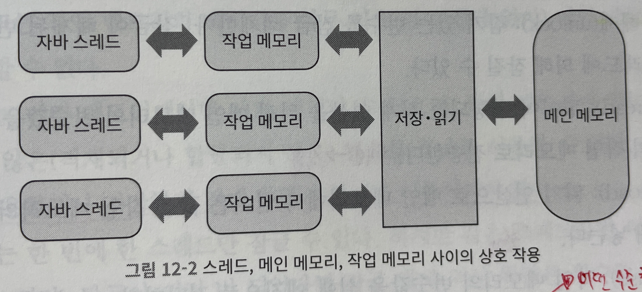 자바 스레드
작업 메모리
자바 스레드
작업 메모리
저장·읽기
메인 메모리
자바 스레드
작업 메모리
그림 12-2 스레드, 메인 메모리, 작업 메모리 사이의 상호 작용